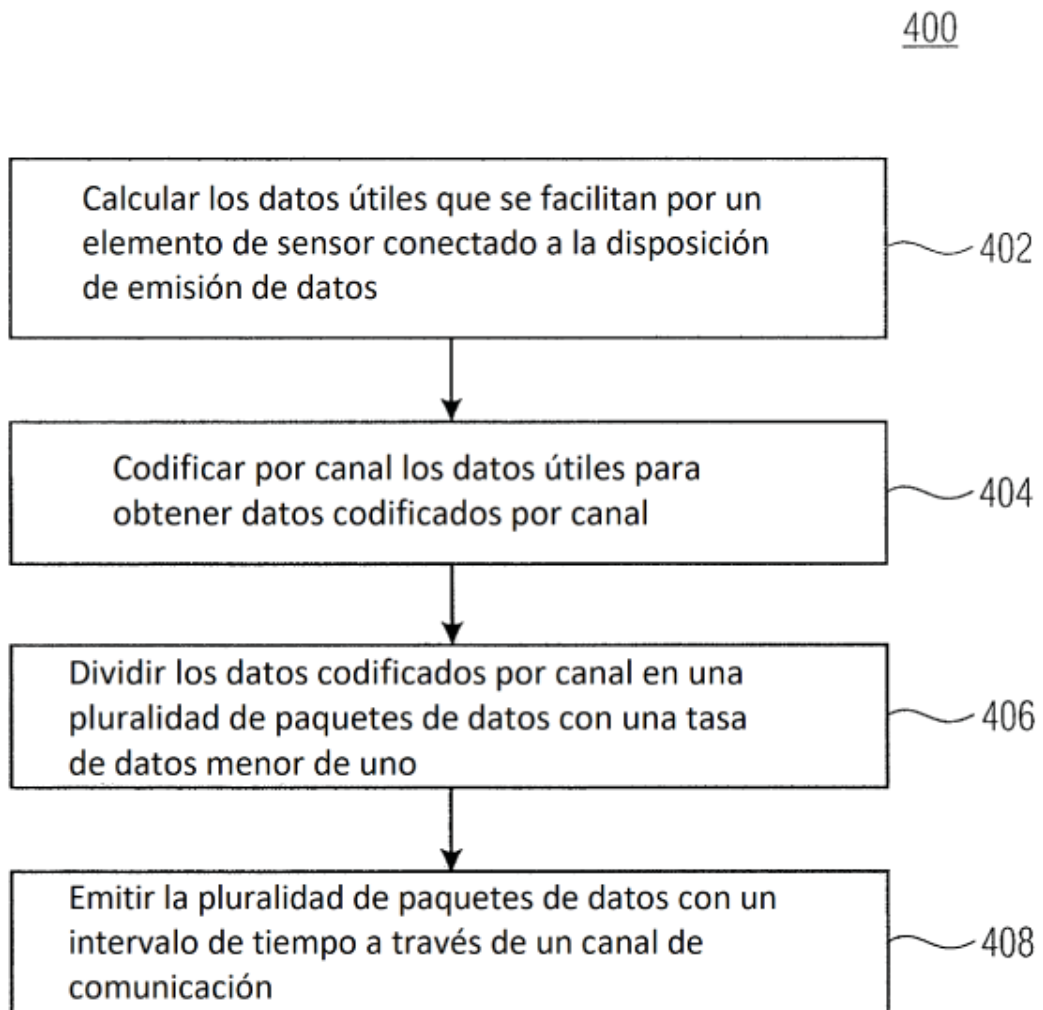 400
Calcular los datos útiles que se facilitan por un
elemento de sensor conectado a la disposición
de emisión de datos
402
Codificar por canal los datos útiles para
obtener datos codificados por canal
404
Dividir los datos codificados por canal en una
pluralidad de paquetes de datos con una tasa
de datos menor de uno
406
Emitir la pluralidad de paquetes de datos con un
intervalo de tiempo a través de un canal de
comunicación
408